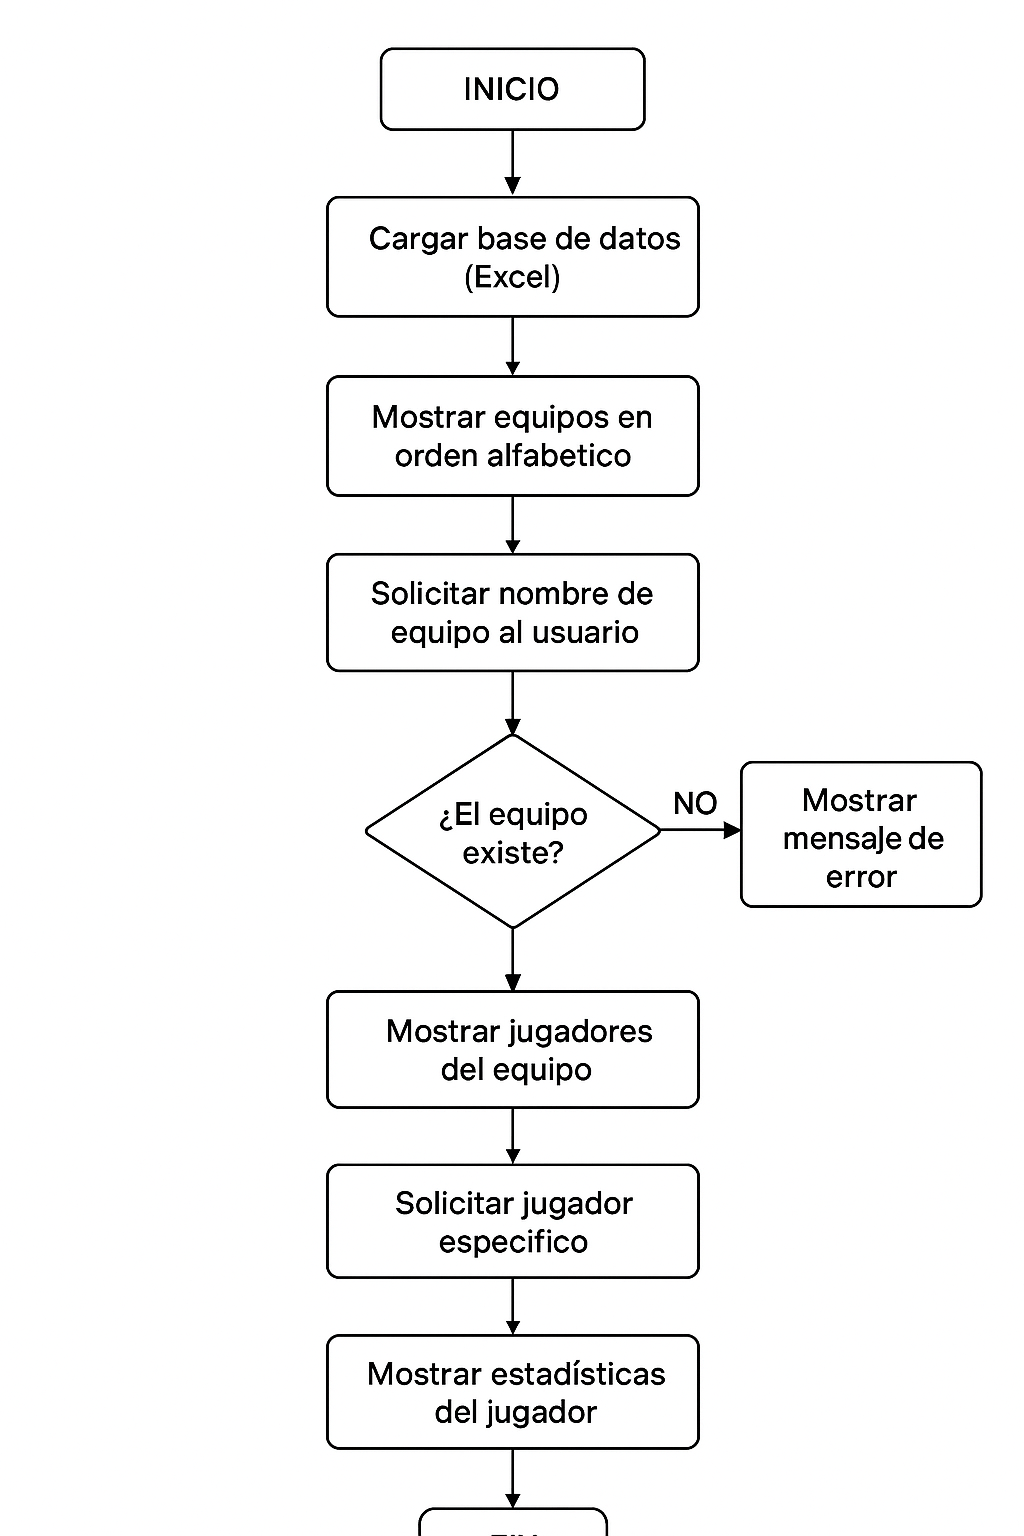 INICIO
Cargar base de datos
(Excel)
Mostrar equipos en
orden alfabetico
Solicitar nombre de
equipo al usuario
¿El equipo
existe?
NO
Mostrar
mensaje de
error
Mostrar jugadores
del equipo
Solicitar jugador
especifico
Mostrar estadísticas
del jugador